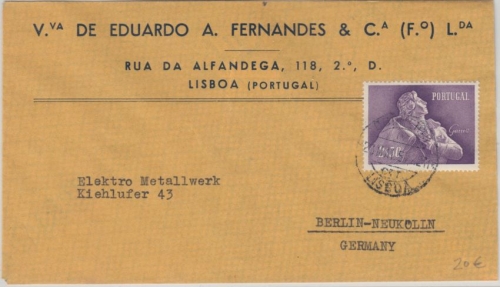 V.VA DE EDUARDO A. FERNANDES & C.A (F.O) L.DA
RUA DA ALFANDEGA, 118, 2.º, D.
LISBOA (PORTUGAL)
PORTUGAL
LISBOA
Elektro Metallwerk
Kiehlufer 43
BERLIN-NEUKOLLN
GERMANY
20€